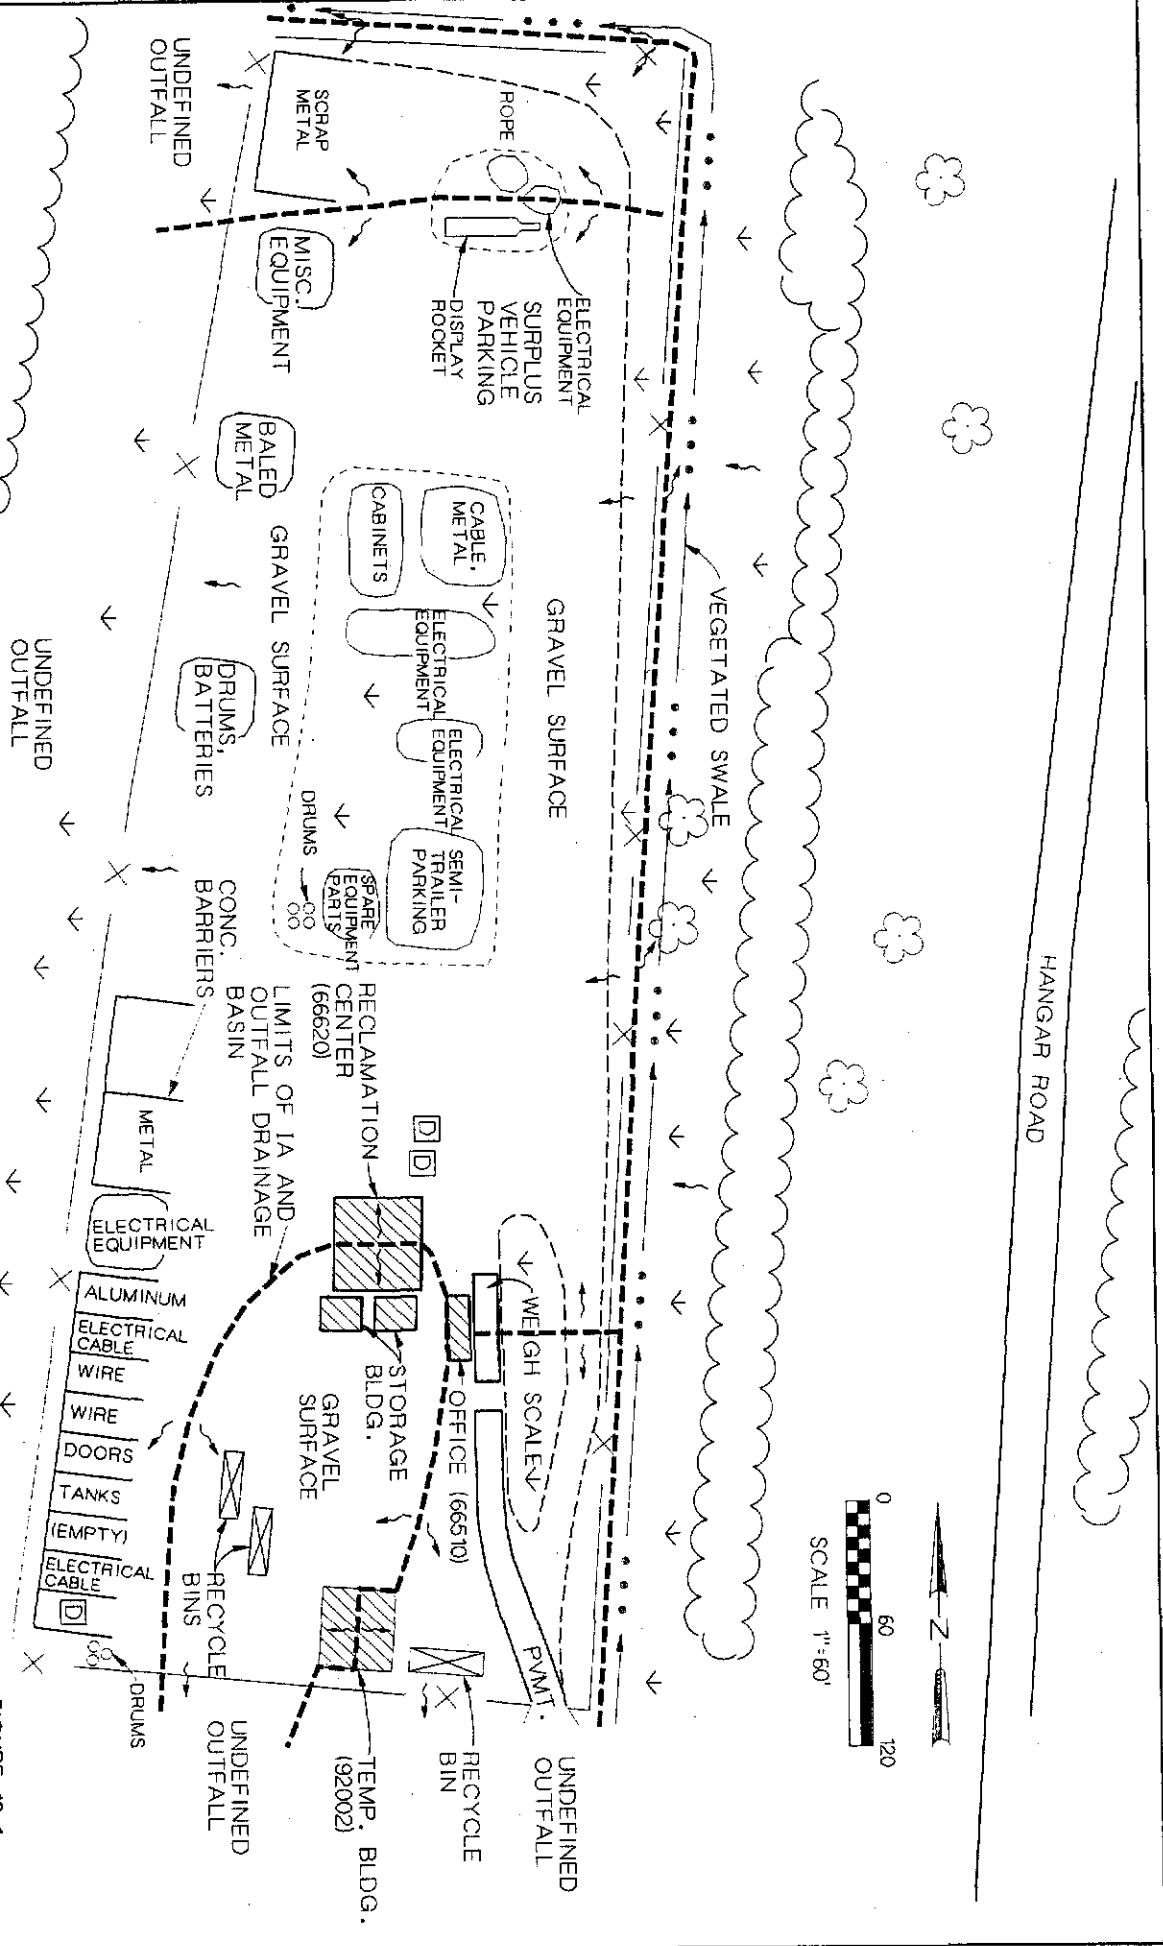 HANGAR ROAD
N
0 60 120
SCALE 1"=60'
VEGETATED SWALE
UNDEFINED
OUTFALL
SCRAP
METAL
ROPE
ELECTRICAL
EQUIPMENT
SURPLUS
VEHICLE
PARKING
DISPLAY
ROCKET
MISC.
EQUIPMENT
BALED
METAL
GRAVEL SURFACE
CABLE,
METAL
CABINETS
ELECTRICAL
EQUIPMENT
ELECTRICAL
EQUIPMENT
SEMI-
TRAILER
PARKING
SPARE
EQUIPMENT
PARTS
DRUMS
GRAVEL SURFACE
DRUMS,
BATTERIES
UNDEFINED
OUTFALL
CONC.
BARRIERS
RECLAMATION
CENTER
(66620)
LIMITS OF IA AND
OUTFALL DRAINAGE
BASIN
D
D
METAL
ELECTRICAL
EQUIPMENT
ALUMINUM
ELECTRICAL
CABLE
WIRE
WIRE
DOORS
TANKS
(EMPTY)
ELECTRICAL
CABLE
D
DRUMS
WEIGH SCALE
OFFICE (66510)
STORAGE
BLDG.
GRAVEL
SURFACE
RECYCLE
BINS
PVMT.
UNDEFINED
OUTFALL
RECYCLE
BIN
TEMP. BLDG.
(92002)
UNDEFINED
OUTFALL